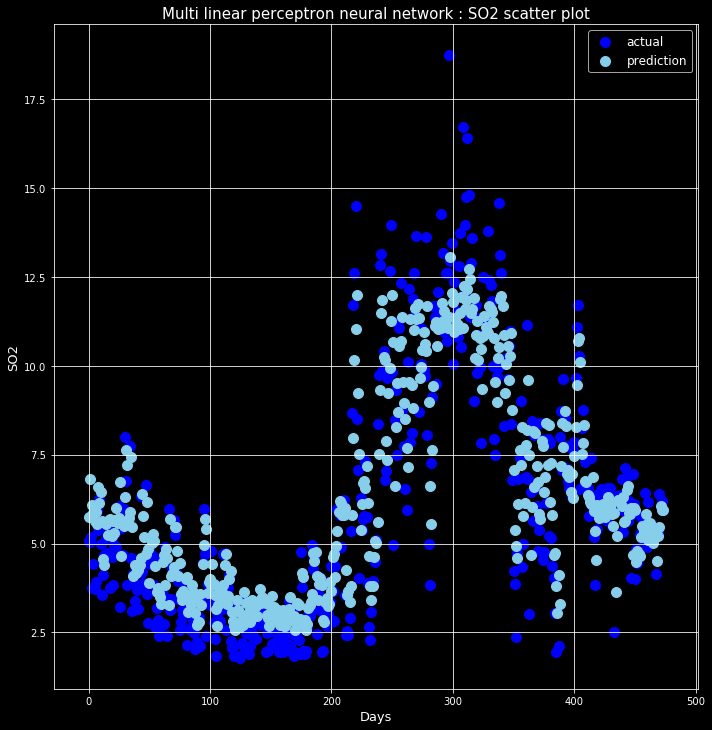 Multi linear perceptron neural network : SO2 scatter plot
actual
prediction
17.5
15.0
12.5
10.0
7.5
5.0
2.5
SO2
0 100 200 300 400 500
Days